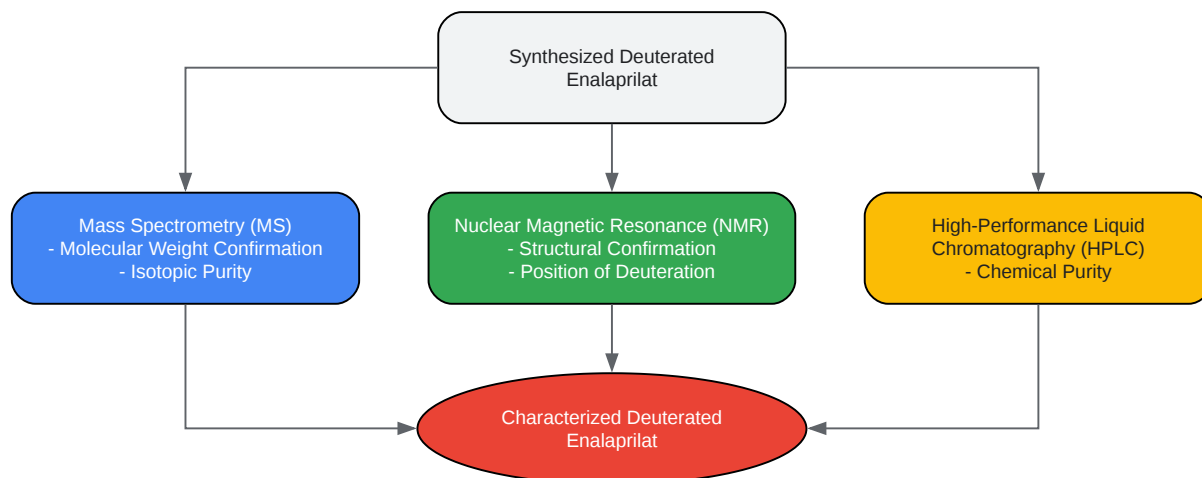 Synthesized Deuterated
Enalaprilat
Mass Spectrometry (MS)
- Molecular Weight Confirmation
- Isotopic Purity
Nuclear Magnetic Resonance (NMR)
- Structural Confirmation
- Position of Deuteration
High-Performance Liquid
Chromatography (HPLC)
- Chemical Purity
Characterized Deuterated
Enalaprilat